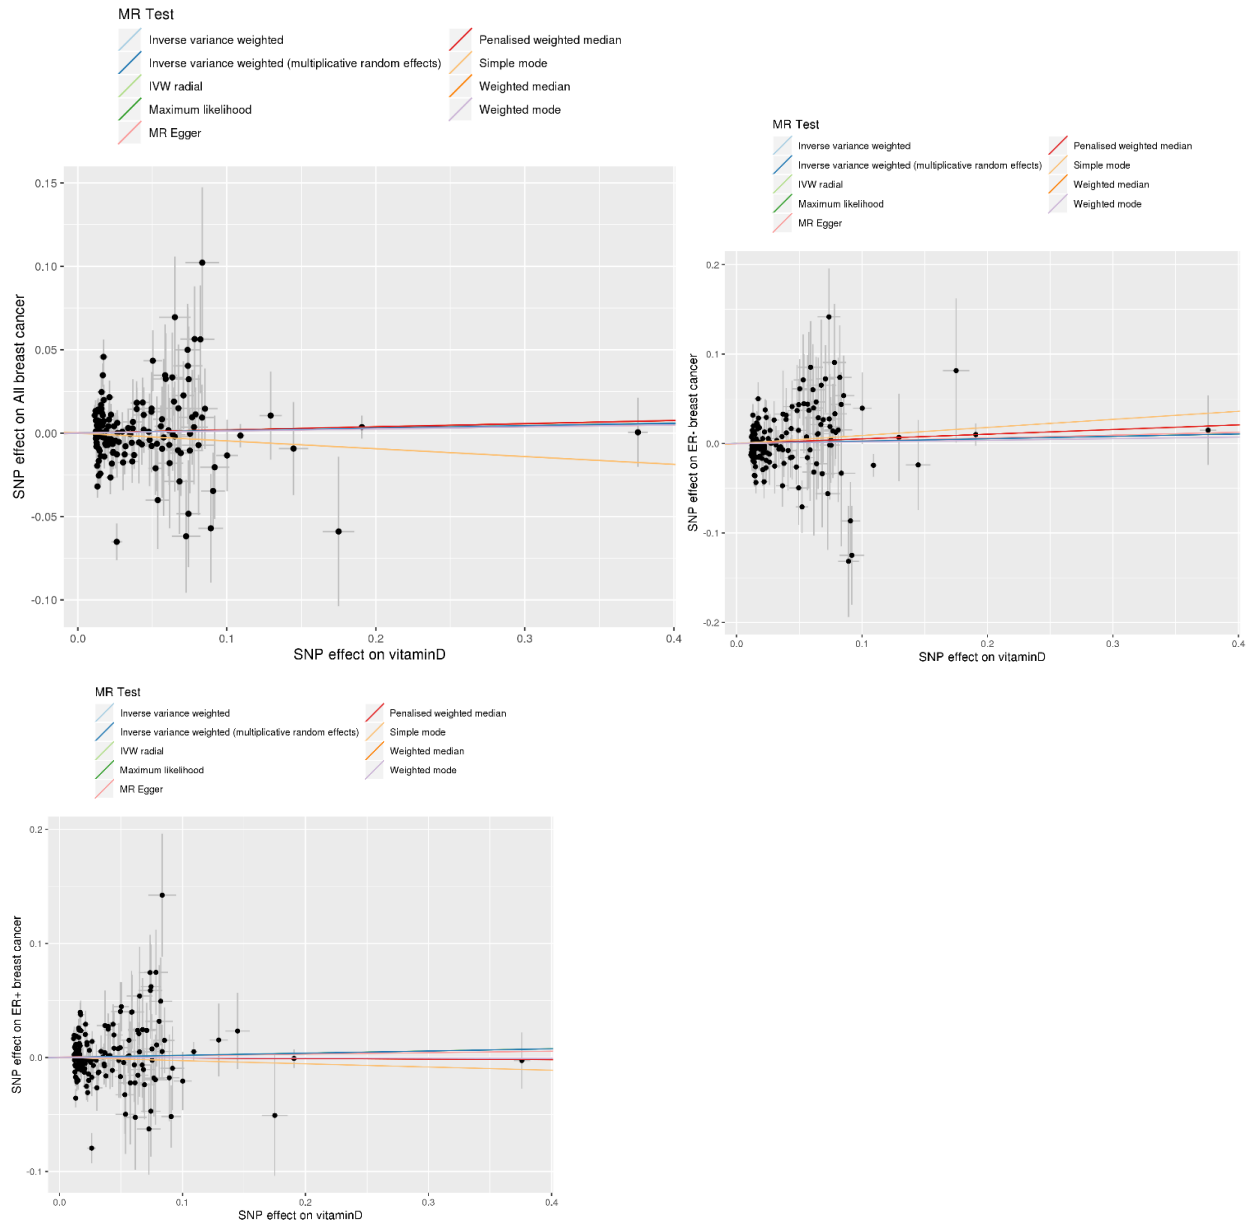 MR Test
Inverse variance weighted
Inverse variance weighted (multiplicative random effects)
IVW radial
Maximum likelihood
MR Egger
Penalised weighted median
Simple mode
Weighted median
Weighted mode
0.15
0.10
0.05
0.00
-0.05
-0.10
SNP effect on All breast cancer
0.0
0.1
0.2
0.3
0.4
SNP effect on vitaminD
MR Test
Inverse variance weighted
Inverse variance weighted (multiplicative random effects)
IVW radial
Maximum likelihood
MR Egger
Penalised weighted median
Simple mode
Weighted median
Weighted mode
0.2
0.1
0.0
-0.1
-0.2
SNP effect on ER- breast cancer
0.0
0.1
0.2
0.3
0.4
SNP effect on vitaminD
MR Test
Inverse variance weighted
Inverse variance weighted (multiplicative random effects)
IVW radial
Maximum likelihood
MR Egger
Penalised weighted median
Simple mode
Weighted median
Weighted mode
0.2
0.1
0.0
-0.1
SNP effect on ER+ breast cancer
0.0
0.1
0.2
0.3
0.4
SNP effect on vitaminD